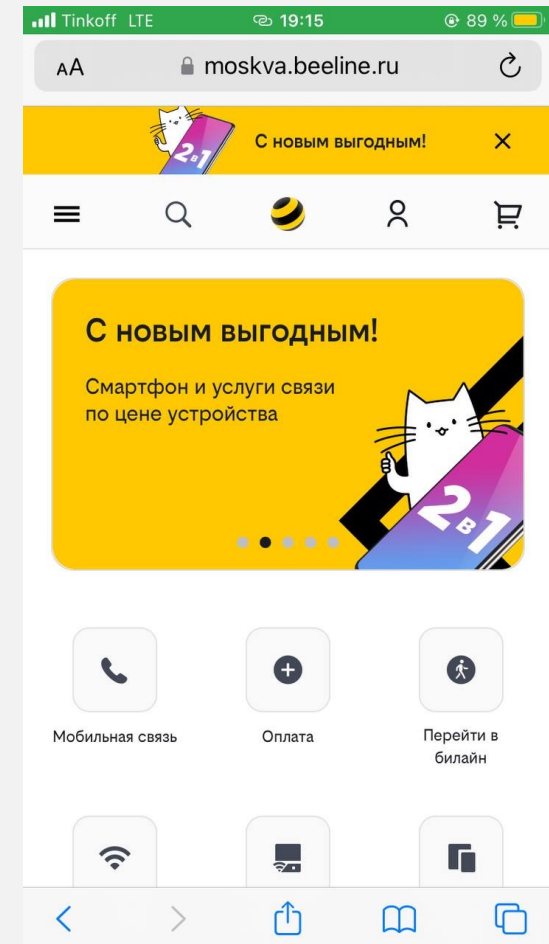 Tinkoff LTE 19:15 89 %
AA moskva.beeline.ru
2в1 С новым выгодным!
С новым выгодным!
Смартфон и услуги связи
по цене устройства
2в1
Мобильная связь Оплата Перейти в
билайн